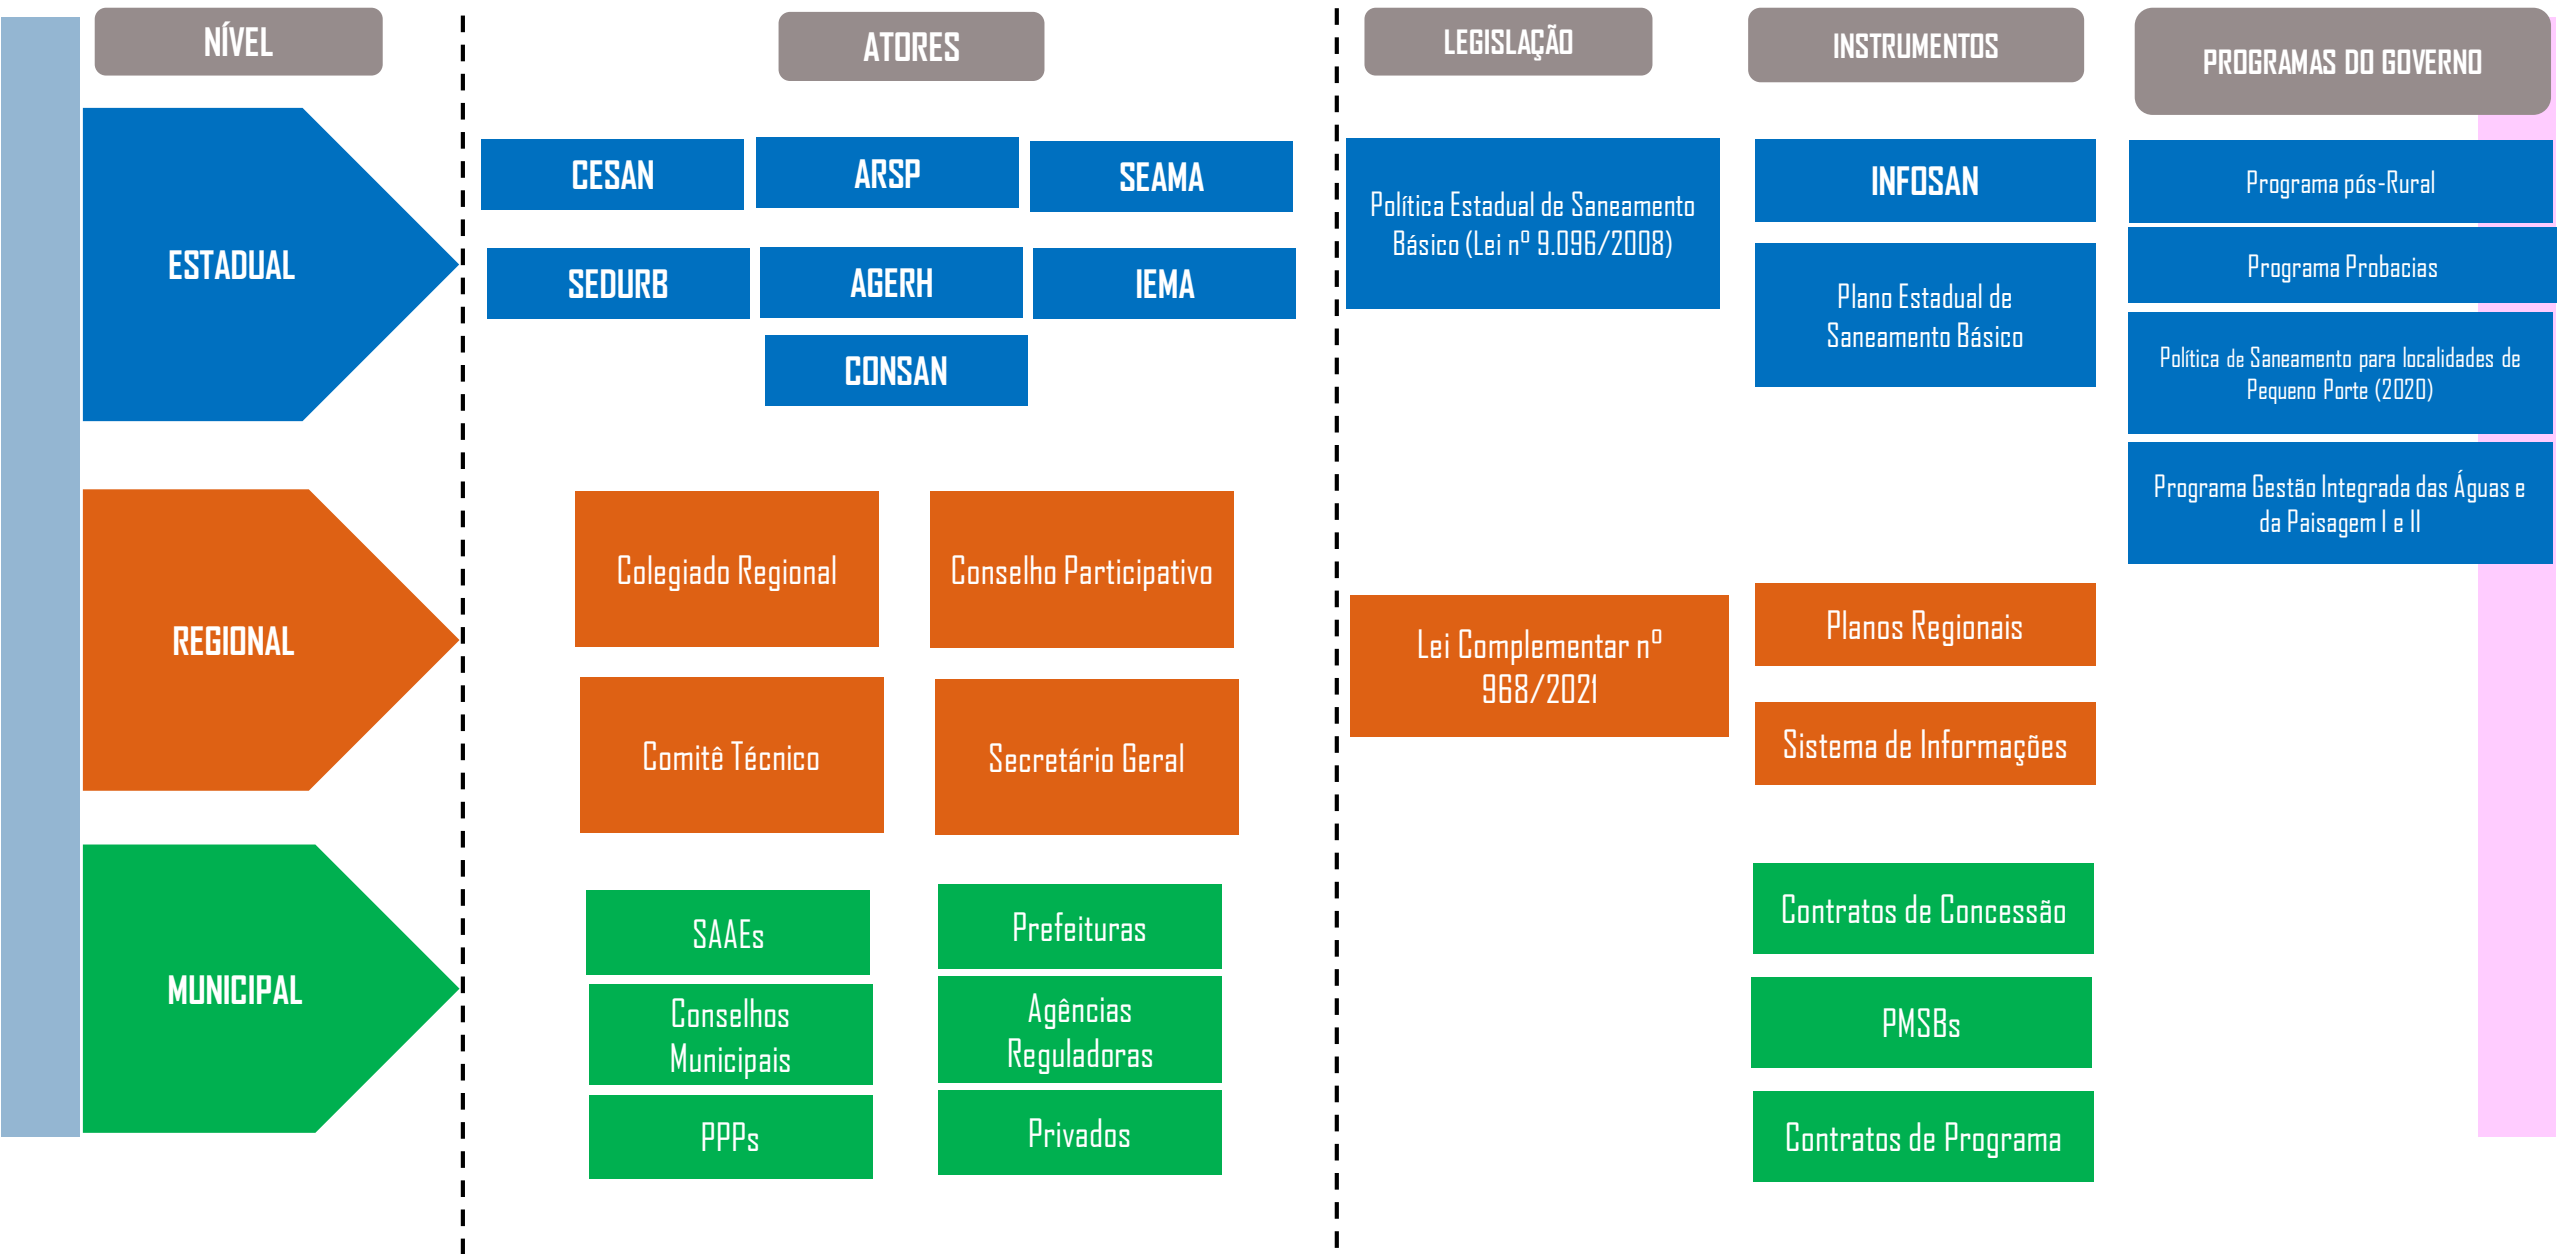 NÍVEL
ATORES
LEGISLAÇÃO
INSTRUMENTOS
PROGRAMAS DO GOVERNO
ESTADUAL
CESAN
ARSP
SEAMA
SEDURB
AGERH
IEMA
CONSAN
Política Estadual de Saneamento
Básico (Lei nº 9.096/2008)
INFOSAN
Plano Estadual de
Saneamento Básico
Programa pós-Rural
Programa Probacias
Política de Saneamento para localidades de
Pequeno Porte (2020)
Programa Gestão Integrada das Águas e
da Paisagem I e II
REGIONAL
Colegiado Regional
Conselho Participativo
Comitê Técnico
Secretário Geral
Lei Complementar nº
968/2021
Planos Regionais
Sistema de Informações
MUNICIPAL
SAAEs
Prefeituras
Conselhos
Municipais
Agências
Reguladoras
PPPs
Privados
Contratos de Concessão
PMSBs
Contratos de Programa